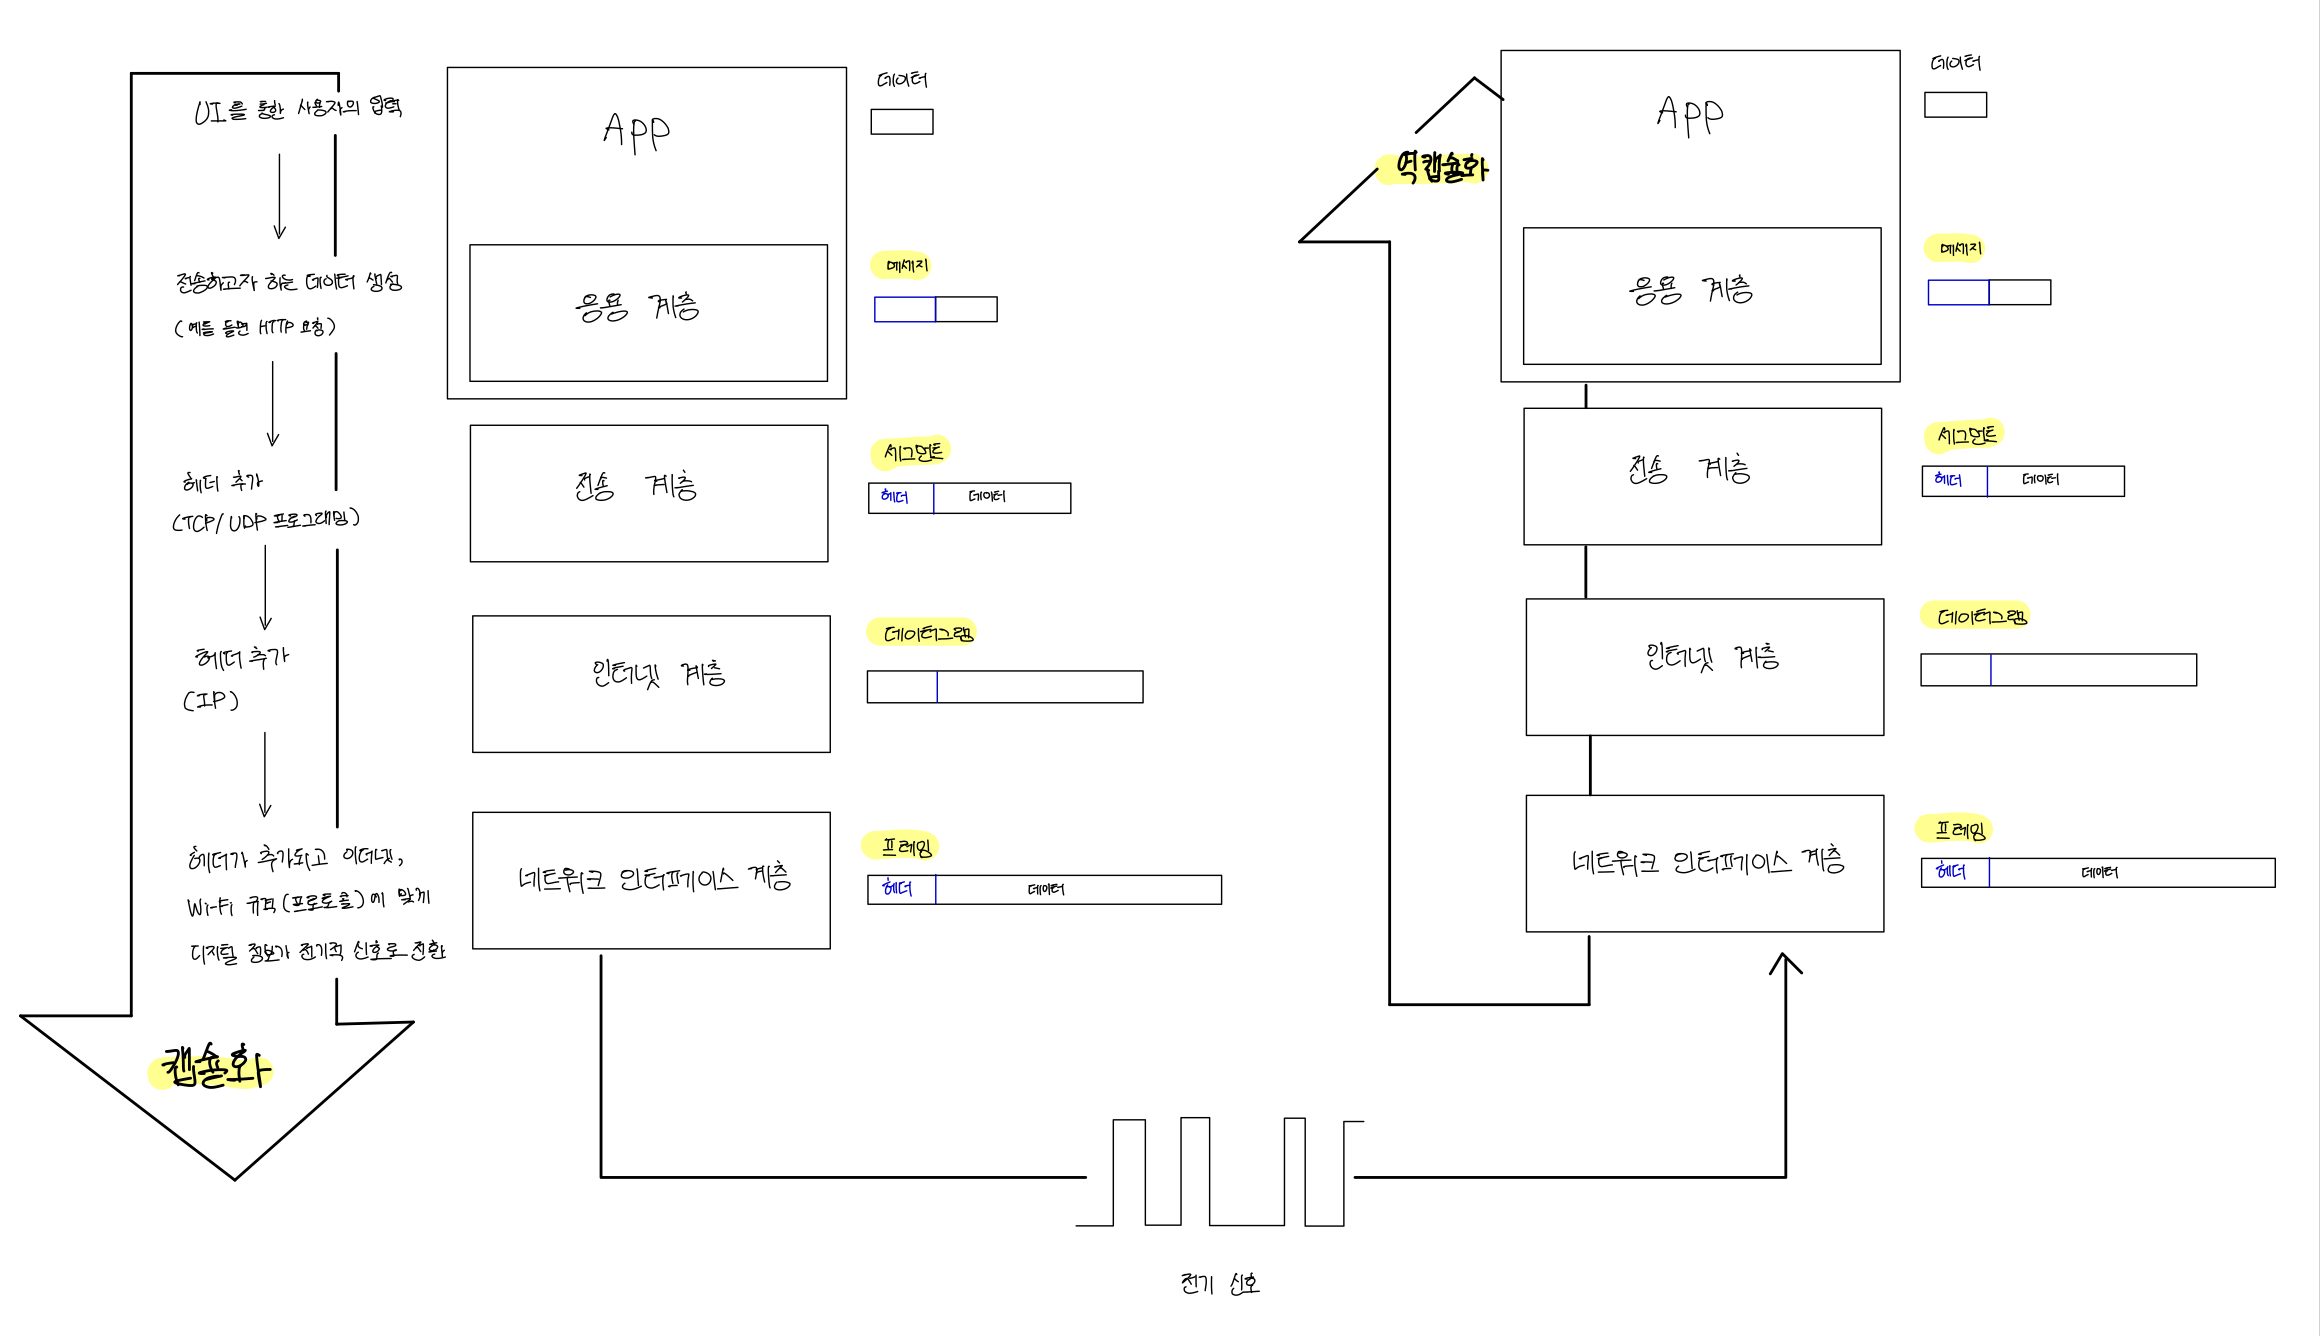 UI를 통한 사용자의 입력
전송하고자 하는 데이터 생성
(예를 들면 HTTP 요청)
헤더 추가
(TCP/UDP 프로그래밍)
헤더 추가
(IP)
헤더가 추가되고 이더넷,
Wi-Fi 규격(프로토콜)에 맞게
디지털 정보가 전기적 신호로 전환
캡슐화
App
데이터
응용 계층
메세지
전송 계층
세그먼트
헤더 데이터
인터넷 계층
데이터그램
네트워크 인터페이스 계층
프레임
헤더 데이터
전기 신호
역캡슐화
App
데이터
응용 계층
메세지
전송 계층
세그먼트
헤더 데이터
인터넷 계층
데이터그램
네트워크 인터페이스 계층
프레임
헤더 데이터